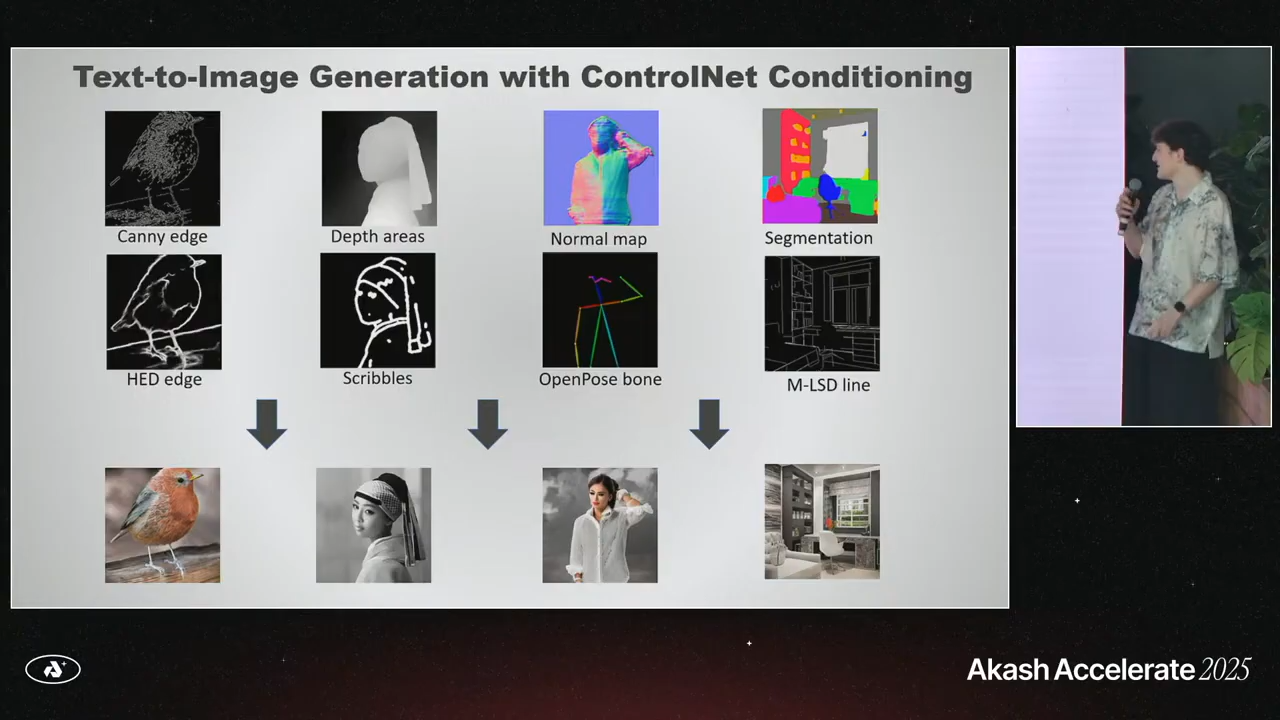 Text-to-Image Generation with ControlNet Conditioning
Canny edge
Depth areas
Normal map
Segmentation
HED edge
Scribbles
OpenPose bone
M-LSD line
Akash Accelerate 2025